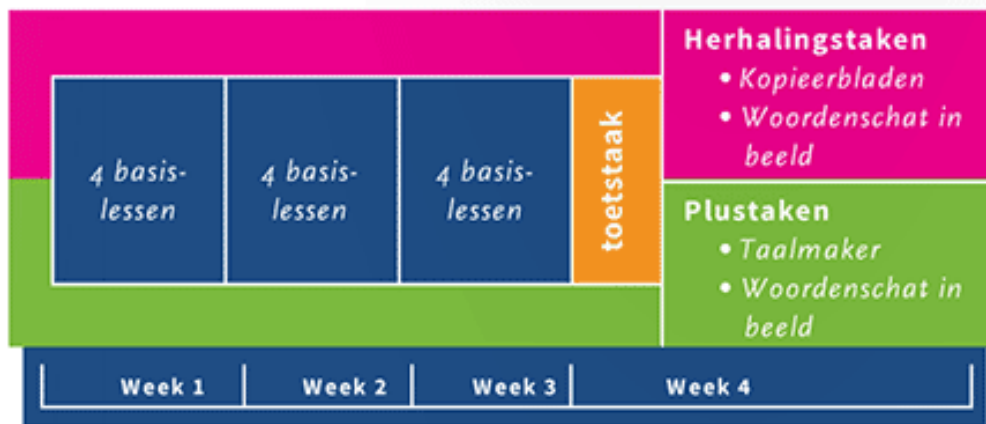 4 basis-
lessen
4 basis-
lessen
4 basis-
lessen
toetstaak
Herhalingstaken
• Kopieerbladen
• Woordenschat in
beeld
Plustaken
• Taalmaker
• Woordenschat in
beeld
Week 1
Week 2
Week 3
Week 4